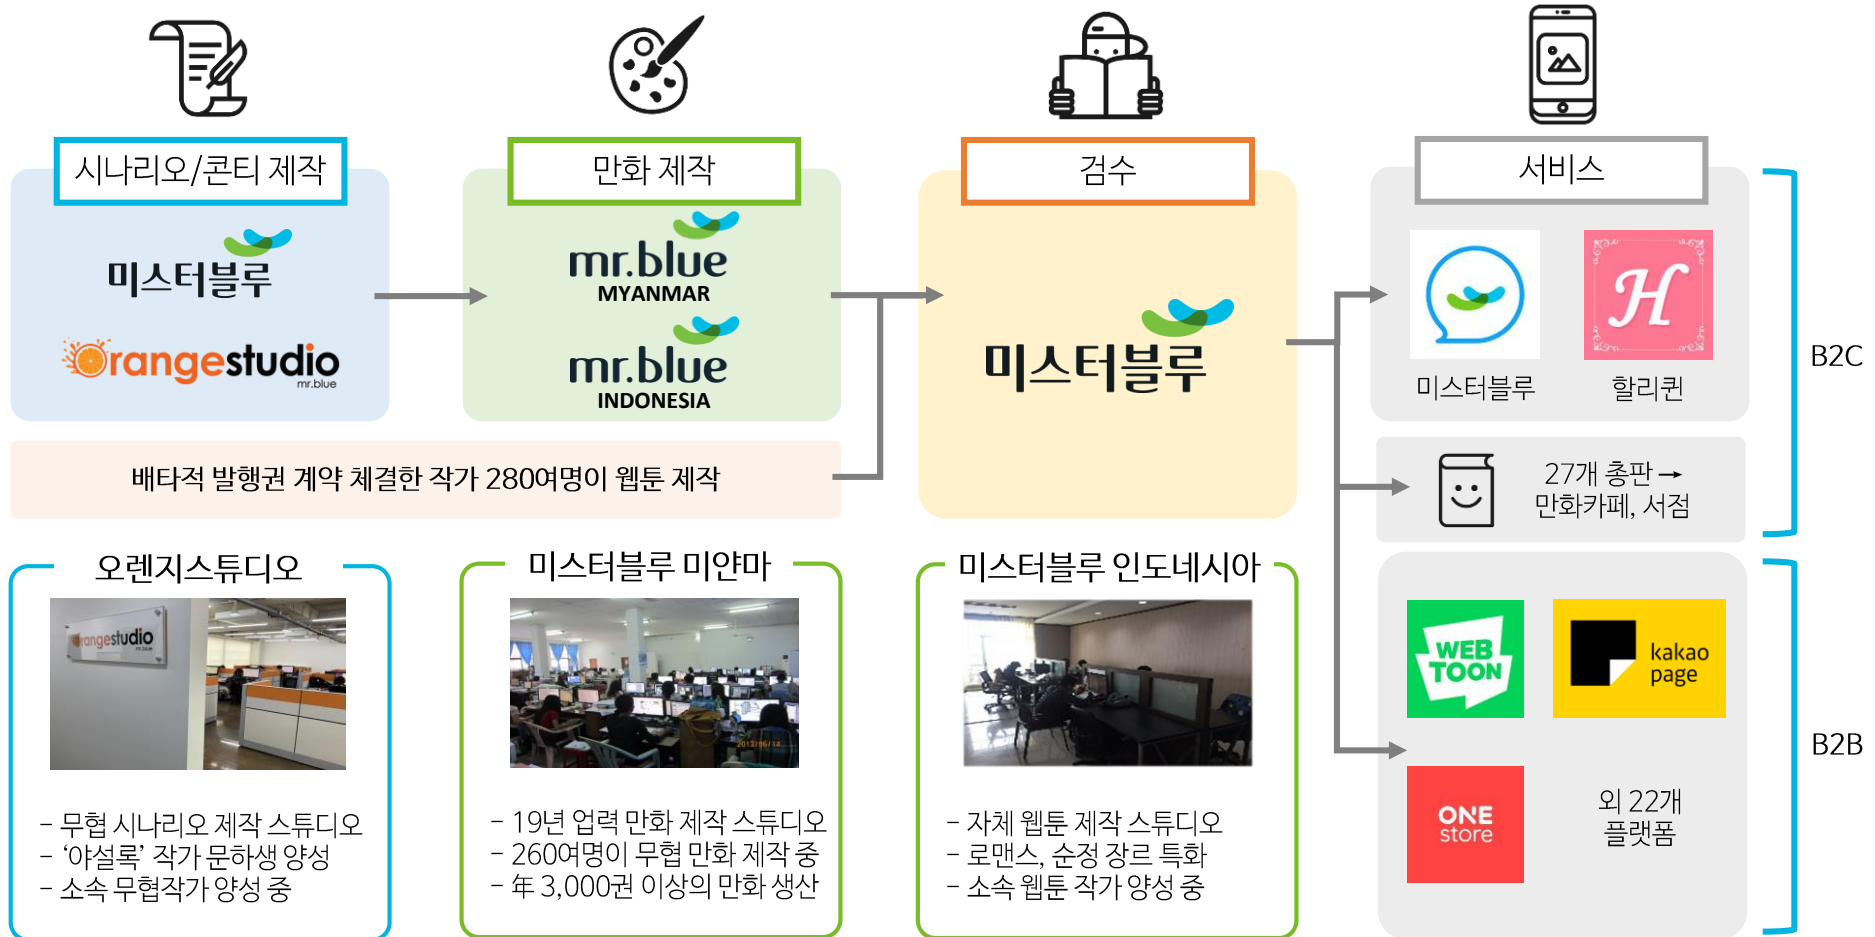 시나리오/콘티 제작
미스터블루
orangestudio
mr.blue
만화 제작
mr.blue
MYANMAR
mr.blue
INDONESIA
배타적 발행권 계약 체결한 작가 280여명이 웹툰 제작
검수
미스터블루
서비스
H
미스터블루
할리퀸
27개 총판 →
만화카페, 서점
B2C
WEB
TOON
kakao
page
ONE
store
외 22개
플랫폼
B2B
오렌지스튜디오
orangestudio
mr.blue
- 무협 시나리오 제작 스튜디오
- ‘야설록’ 작가 문하생 양성
- 소속 무협작가 양성 중
미스터블루 미얀마
2012/06/14
- 19년 업력 만화 제작 스튜디오
- 260여명이 무협 만화 제작 중
- 年 3,000권 이상의 만화 생산
미스터블루 인도네시아
- 자체 웹툰 제작 스튜디오
- 로맨스, 순정 장르 특화
- 소속 웹툰 작가 양성 중